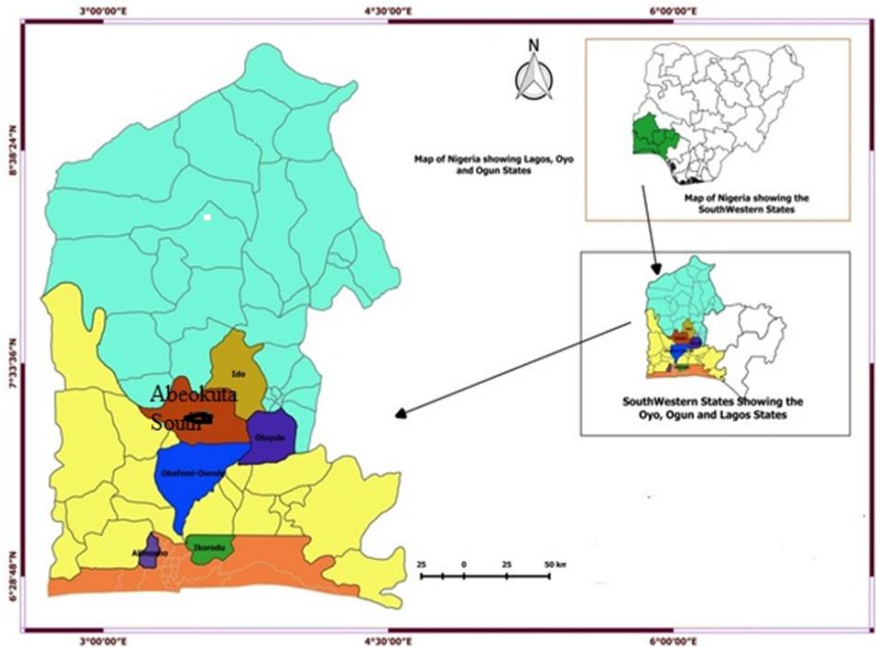 3°00'00"E
4°30'00"E
6°00'00"E
8°38'24"N
7°33'36"N
6°28'48"N
N
Map of Nigeria showing Lagos, Oyo
and Ogun States
Map of Nigeria showing the
SouthWestern States
SouthWestern States Showing the
Oyo, Ogun and Lagos States
Ido
Abeokuta
South
Oluyole
Obafemi-Owode
Ikorodu
Alimosho
25 0 25 50 km
3°00'00"E
4°30'00"E
6°00'00"E